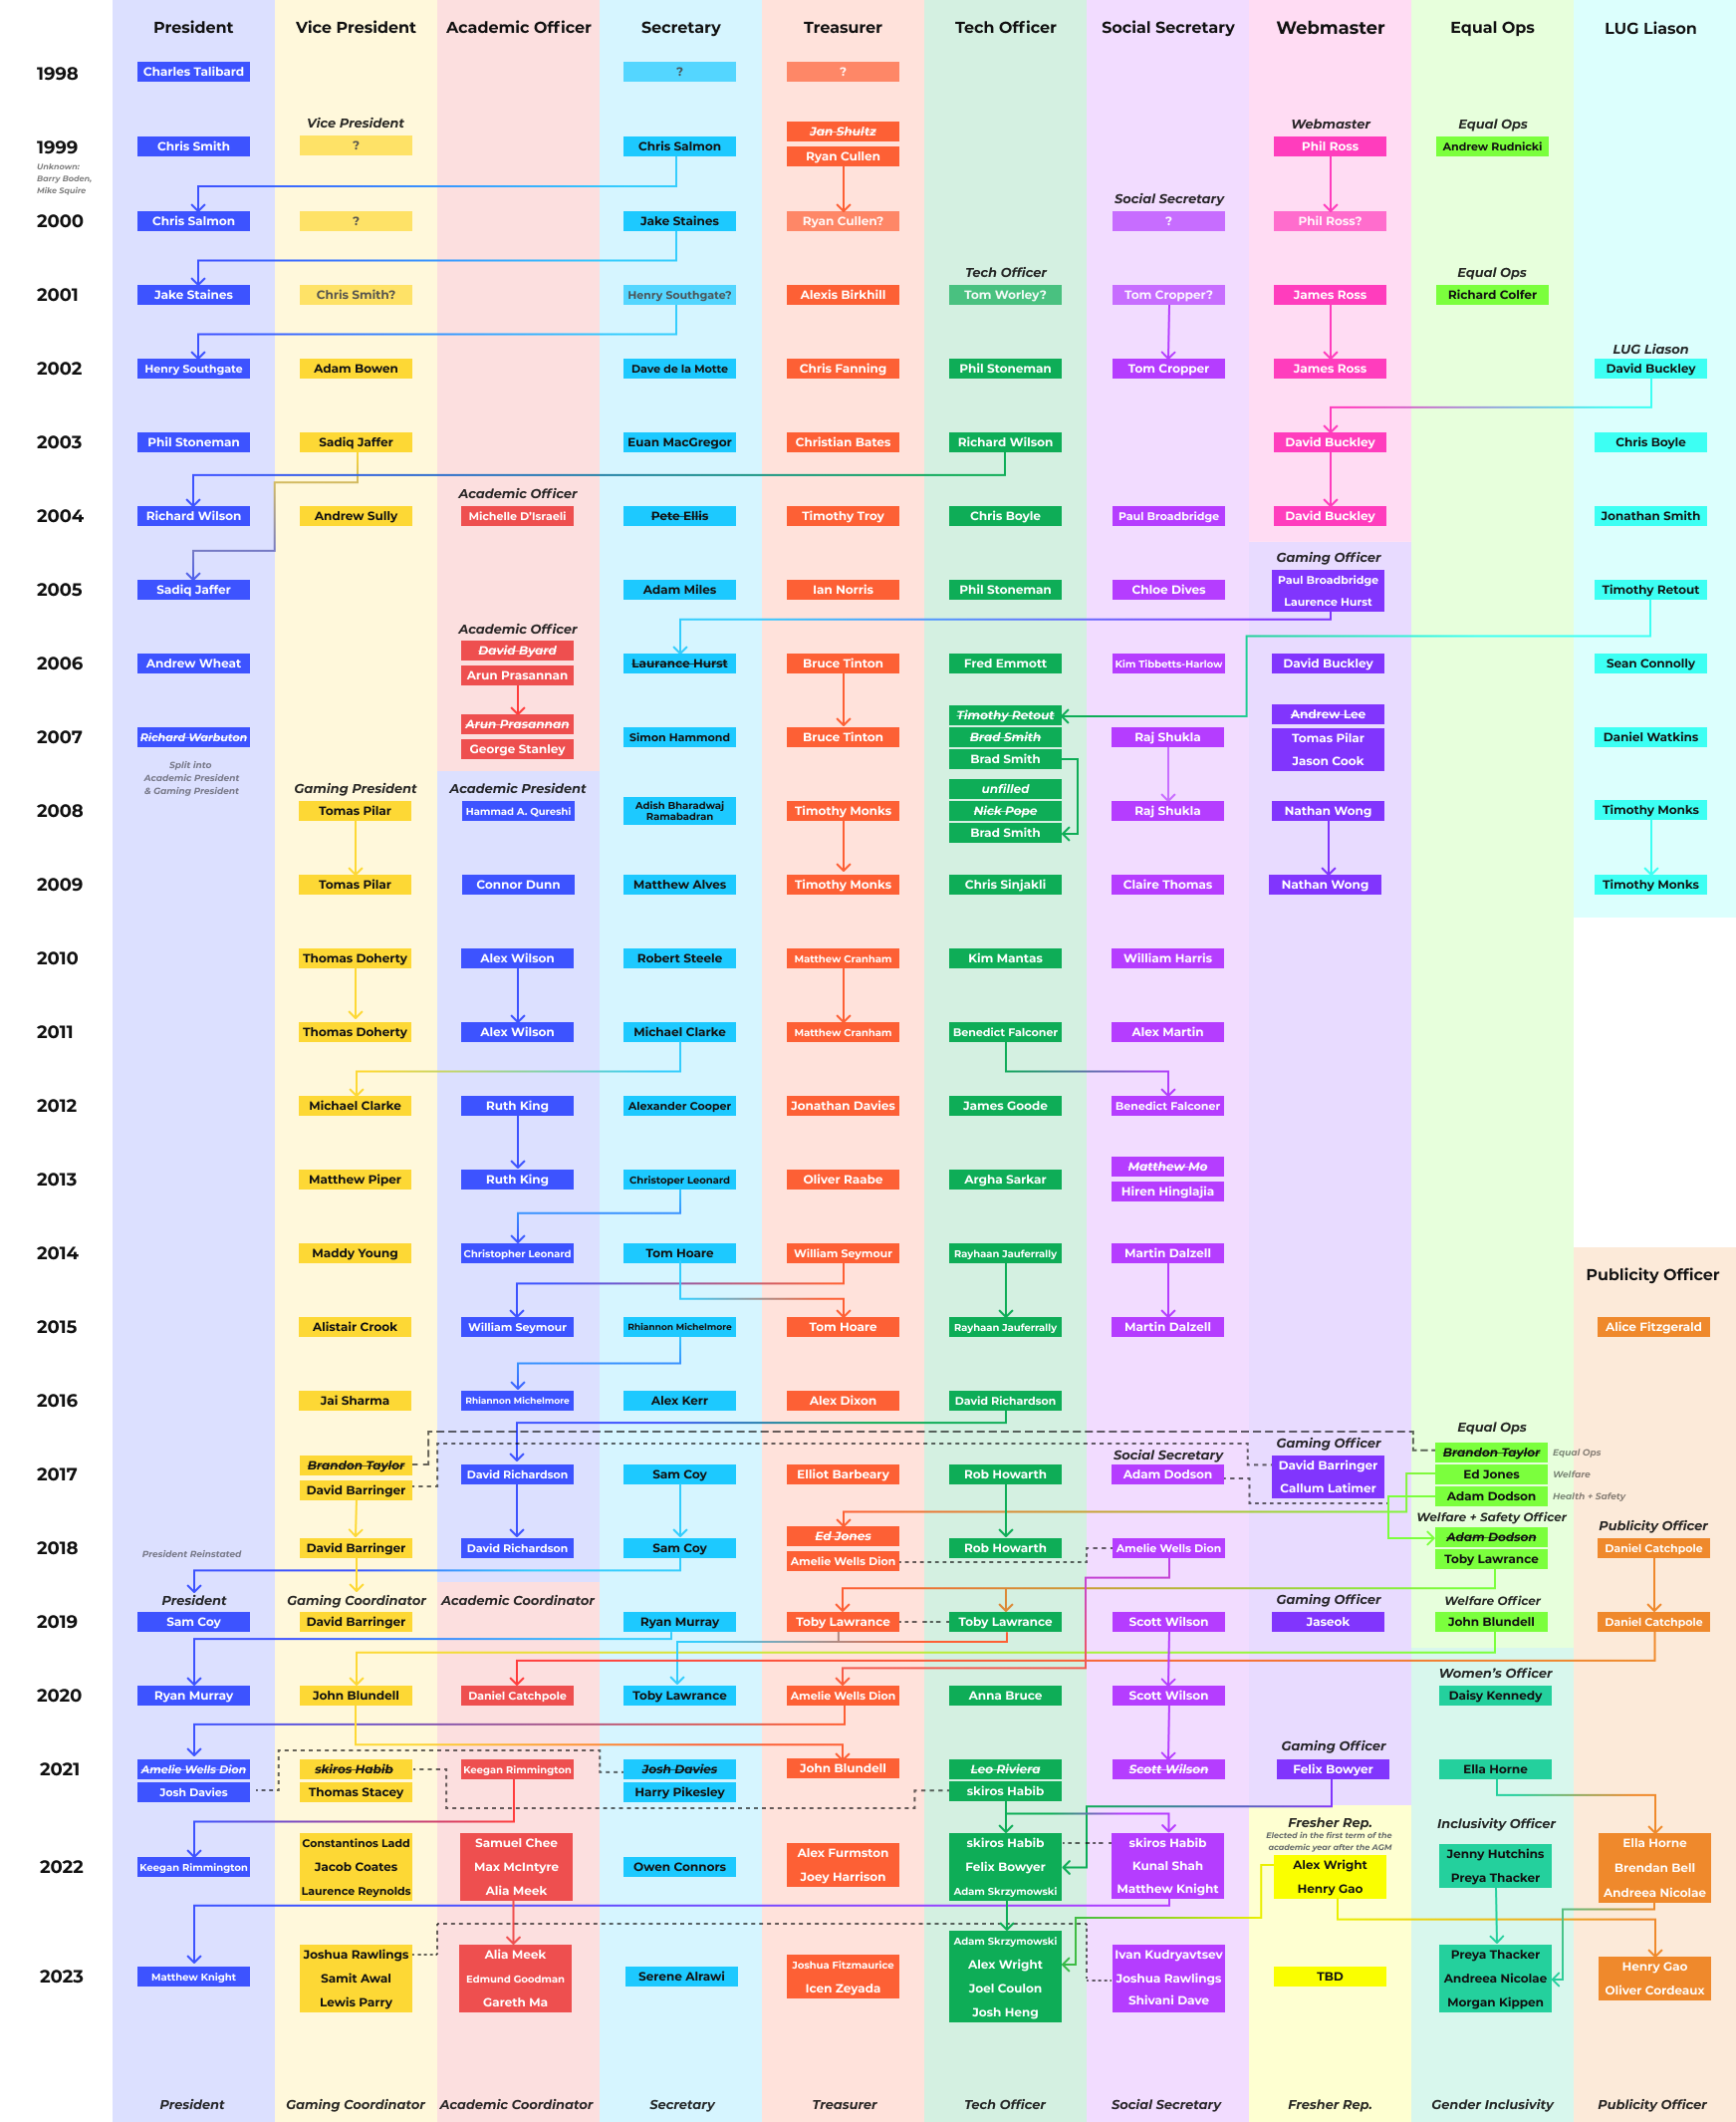 President
Vice President
Academic Officer
Secretary
Treasurer
Tech Officer
Social Secretary
Webmaster
Equal Ops
LUG Liason
1998
Charles Talibard
?
?
Vice President
Webmaster
Equal Ops
1999
Unknown:
Barry Boden,
Mike Squire
Chris Smith
?
Chris Salmon
Jan Shultz
Ryan Cullen
Phil Ross
Andrew Rudnicki
Social Secretary
2000
Chris Salmon
?
Jake Staines
Ryan Cullen?
?
Phil Ross?
Tech Officer
Equal Ops
2001
Jake Staines
Chris Smith?
Henry Southgate?
Alexis Birkhill
Tom Worley?
Tom Cropper?
James Ross
Richard Colfer
LUG Liason
2002
Henry Southgate
Adam Bowen
Dave de la Motte
Chris Fanning
Phil Stoneman
Tom Cropper
James Ross
David Buckley
2003
Phil Stoneman
Sadiq Jaffer
Euan MacGregor
Christian Bates
Richard Wilson
David Buckley
Chris Boyle
Academic Officer
2004
Richard Wilson
Andrew Sully
Michelle D'Israeli
Pete Ellis
Timothy Troy
Chris Boyle
Paul Broadbridge
David Buckley
Jonathan Smith
Gaming Officer
2005
Sadiq Jaffer
Adam Miles
Ian Norris
Phil Stoneman
Chloe Dives
Paul Broadbridge
Laurence Hurst
Timothy Retout
Academic Officer
2006
Andrew Wheat
David Byard
Arun Prasannan
Laurance Hurst
Bruce Tinton
Fred Emmott
Kim Tibbetts-Harlow
David Buckley
Sean Connolly
2007
Richard Warbuton
Split into
Academic President
& Gaming President
Arun Prasannan
George Stanley
Simon Hammond
Bruce Tinton
Timothy Retout
Brad Smith
Brad Smith
Raj Shukla
Andrew Lee
Tomas Pilar
Jason Cook
Daniel Watkins
Gaming President
Academic President
2008
Tomas Pilar
Hammad A. Qureshi
Adish Bharadwaj
Ramabadran
Timothy Monks
unfilled
Nick Pope
Brad Smith
Raj Shukla
Nathan Wong
Timothy Monks
2009
Tomas Pilar
Connor Dunn
Matthew Alves
Timothy Monks
Chris Sinjakli
Claire Thomas
Nathan Wong
Timothy Monks
2010
Thomas Doherty
Alex Wilson
Robert Steele
Matthew Cranham
Kim Mantas
William Harris
2011
Thomas Doherty
Alex Wilson
Michael Clarke
Matthew Cranham
Benedict Falconer
Alex Martin
2012
Michael Clarke
Ruth King
Alexander Cooper
Jonathan Davies
James Goode
Benedict Falconer
2013
Matthew Piper
Ruth King
Christoper Leonard
Oliver Raabe
Argha Sarkar
Matthew Mo
Hiren Hinglajia
2014
Maddy Young
Christopher Leonard
Tom Hoare
William Seymour
Rayhaan Jauferrally
Martin Dalzell
Publicity Officer
2015
Alistair Crook
William Seymour
Rhiannon Michelmore
Tom Hoare
Rayhaan Jauferrally
Martin Dalzell
Alice Fitzgerald
2016
Jai Sharma
Rhiannon Michelmore
Alex Kerr
Alex Dixon
David Richardson
Social Secretary
Gaming Officer
Equal Ops
2017
Brandon Taylor
David Barringer
David Richardson
Sam Coy
Elliot Barbeary
Rob Howarth
Adam Dodson
David Barringer
Callum Latimer
Brandon Taylor
Equal Ops
Ed Jones
Welfare
Adam Dodson
Health + Safety
Welfare + Safety Officer
Publicity Officer
2018
President Reinstated
David Barringer
David Richardson
Sam Coy
Ed Jones
Amelie Wells Dion
Rob Howarth
Amelie Wells Dion
Adam Dodson
Toby Lawrance
Daniel Catchpole
President
Gaming Coordinator
Academic Coordinator
Gaming Officer
Welfare Officer
2019
Sam Coy
David Barringer
Ryan Murray
Toby Lawrance
Toby Lawrance
Scott Wilson
Jaseok
John Blundell
Daniel Catchpole
Women's Officer
2020
Ryan Murray
John Blundell
Daniel Catchpole
Toby Lawrance
Amelie Wells Dion
Anna Bruce
Scott Wilson
Daisy Kennedy
Gaming Officer
2021
Amelie Wells Dion
Josh Davies
skiros Habib
Thomas Stacey
Keegan Rimmington
Josh Davies
Harry Pikesley
John Blundell
Leo Riviera
skiros Habib
Scott Wilson
Felix Bowyer
Ella Horne
Fresher Rep.
Elected in the first term of the
academic year after the AGM
Inclusivity Officer
2022
Keegan Rimmington
Constantinos Ladd
Jacob Coates
Laurence Reynolds
Samuel Chee
Max McIntyre
Alia Meek
Owen Connors
Alex Furmston
Joey Harrison
skiros Habib
Felix Bowyer
Adam Skrzymowski
skiros Habib
Kunal Shah
Matthew Knight
Alex Wright
Henry Gao
Jenny Hutchins
Preya Thacker
Ella Horne
Brendan Bell
Andreea Nicolae
2023
Matthew Knight
Joshua Rawlings
Samit Awal
Lewis Parry
Alia Meek
Edmund Goodman
Gareth Ma
Serene Alrawi
Joshua Fitzmaurice
Icen Zeyada
Adam Skrzymowski
Alex Wright
Joel Coulon
Josh Heng
Ivan Kudryavtsev
Joshua Rawlings
Shivani Dave
TBD
Preya Thacker
Andreea Nicolae
Morgan Kippen
Henry Gao
Oliver Cordeaux
President
Gaming Coordinator
Academic Coordinator
Secretary
Treasurer
Tech Officer
Social Secretary
Fresher Rep.
Gender Inclusivity
Publicity Officer